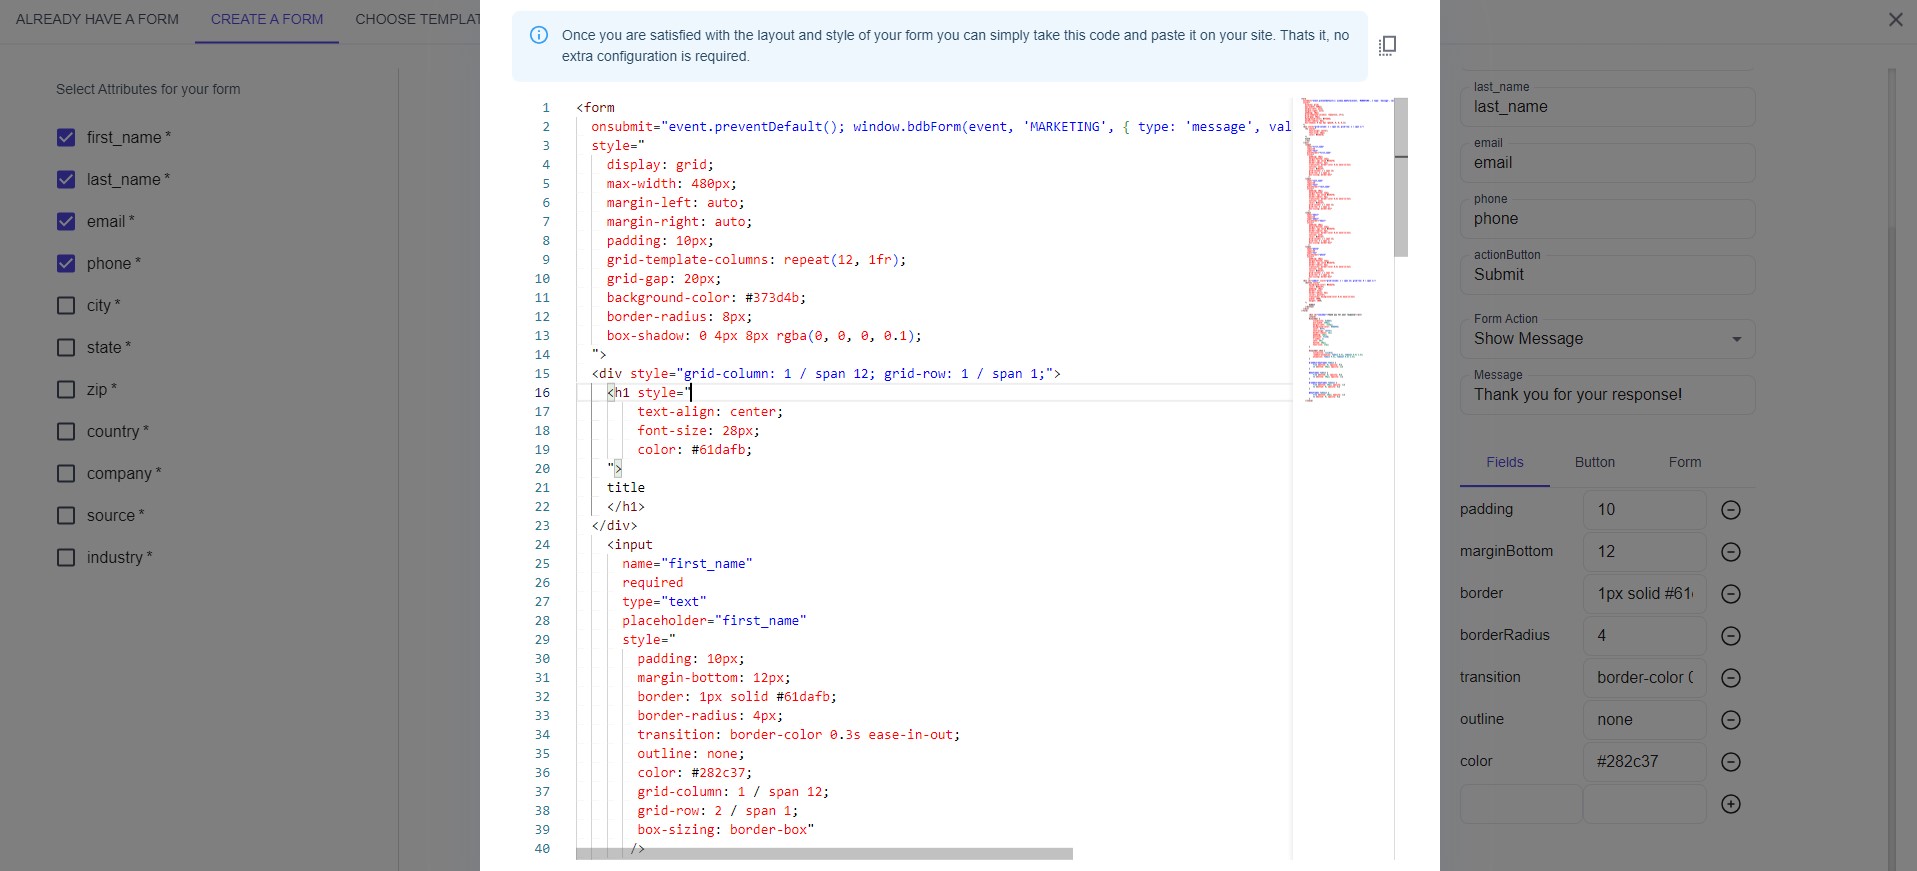 ALREADY HAVE A FORM
CREATE A FORM
CHOOSE TEMPLAT
Select Attributes for your form
first_name *
last_name *
email *
phone *
city *
state *
zip *
country *
company *
source *
industry *
Once you are satisfied with the layout and style of your form you can simply take this code and paste it on your site. Thats it, no
extra configuration is required.
1 <form
2 onsubmit="event.preventDefault(); window.bdbForm(event, 'MARKETING', { type: 'message', val
3 style="
4 display: grid;
5 max-width: 480px;
6 margin-left: auto;
7 margin-right: auto;
8 padding: 10px;
9 grid-template-columns: repeat(12, 1fr);
10 grid-gap: 20px;
11 background-color: #373d4b;
12 border-radius: 8px;
13 box-shadow: 0 4px 8px rgba(0, 0, 0, 0.1);
14 ">
15 <div style="grid-column: 1 / span 12; grid-row: 1 / span 1;">
16 <h1 style="
17 text-align: center;
18 font-size: 28px;
19 color: #61dafb;
20 ">
21 title
22 </h1>
23 </div>
24 <input
25 name="first_name"
26 required
27 type="text"
28 placeholder="first_name"
29 style="
30 padding: 10px;
31 margin-bottom: 12px;
32 border: 1px solid #61dafb;
33 border-radius: 4px;
34 transition: border-color 0.3s ease-in-out;
35 outline: none;
36 color: #282c37;
37 grid-column: 1 / span 12;
38 grid-row: 2 / span 1;
39 box-sizing: border-box"
40 />
last_name
last_name
email
email
phone
phone
actionButton
Submit
Form Action
Show Message
Message
Thank you for your response!
Fields
Button
Form
padding 10
marginBottom 12
border 1px solid #61
borderRadius 4
transition border-color
outline none
color #282c37